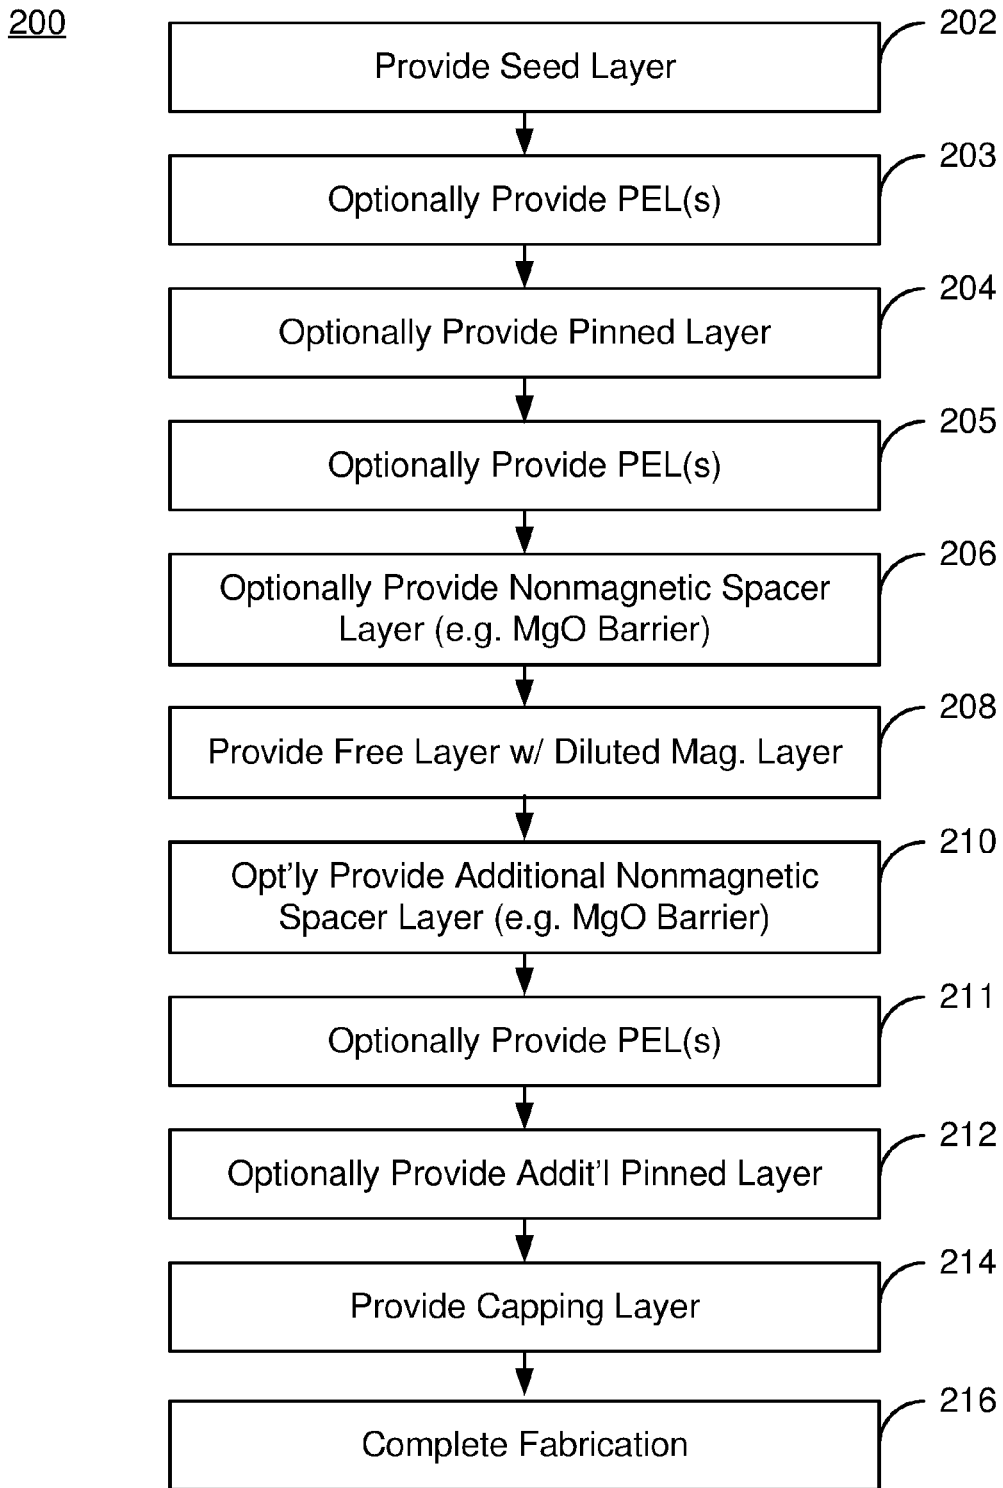 200
202
Provide Seed Layer
203
Optionally Provide PEL(s)
204
Optionally Provide Pinned Layer
205
Optionally Provide PEL(s)
206
Optionally Provide Nonmagnetic Spacer
Layer (e.g. MgO Barrier)
208
Provide Free Layer w/ Diluted Mag. Layer
210
Opt'ly Provide Additional Nonmagnetic
Spacer Layer (e.g. MgO Barrier)
211
Optionally Provide PEL(s)
212
Optionally Provide Addit'l Pinned Layer
214
Provide Capping Layer
216
Complete Fabrication